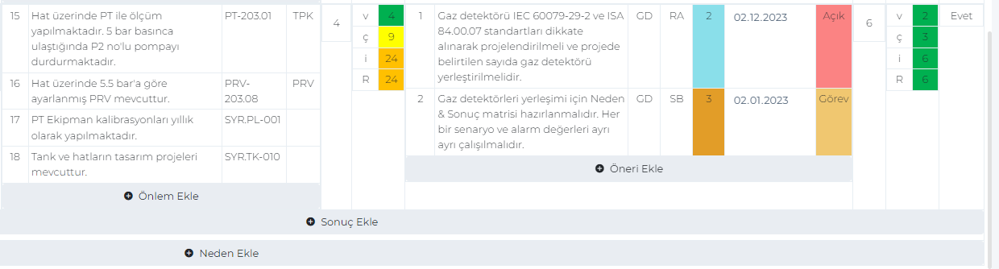 15 Hat üzerinde PT ile ölçüm PT-203.01 TPK
yapılmaktadır. 5 bar basınca
ulaştığında P2 no'lu pompayı
durdurmaktadır.
16 Hat üzerinde 5.5 bar'a göre PRV- PRV
ayarlanmış PRV mevcuttur. 203.08
17 PT Ekipman kalibrasyonları yıllık SYR.PL-001
olarak yapılmaktadır.
18 Tank ve hatların tasarım projeleri SYR.TK-010
mevcuttur.
Önlem Ekle
4
v 4
ç 9
i 24
R 24
1 Gaz detektörü IEC 60079-29-2 ve ISA GD RA 2 02.12.2023 Açık
84.00.07 standartları dikkate
alınarak projelendirilmeli ve projede
belirtilen sayıda gaz detektörü
yerleştirilmelidir.
2 Gaz detektörleri yerleşimi için Neden GD SB 3 02.01.2023 Görev
& Sonuç matrisi hazırlanmalıdır. Her
bir senaryo ve alarm değerleri ayrı
ayrı çalışılmalıdır.
Öneri Ekle
6
v 2
ç 3
i 6
R 6
Evet
Sonuç Ekle
Neden Ekle